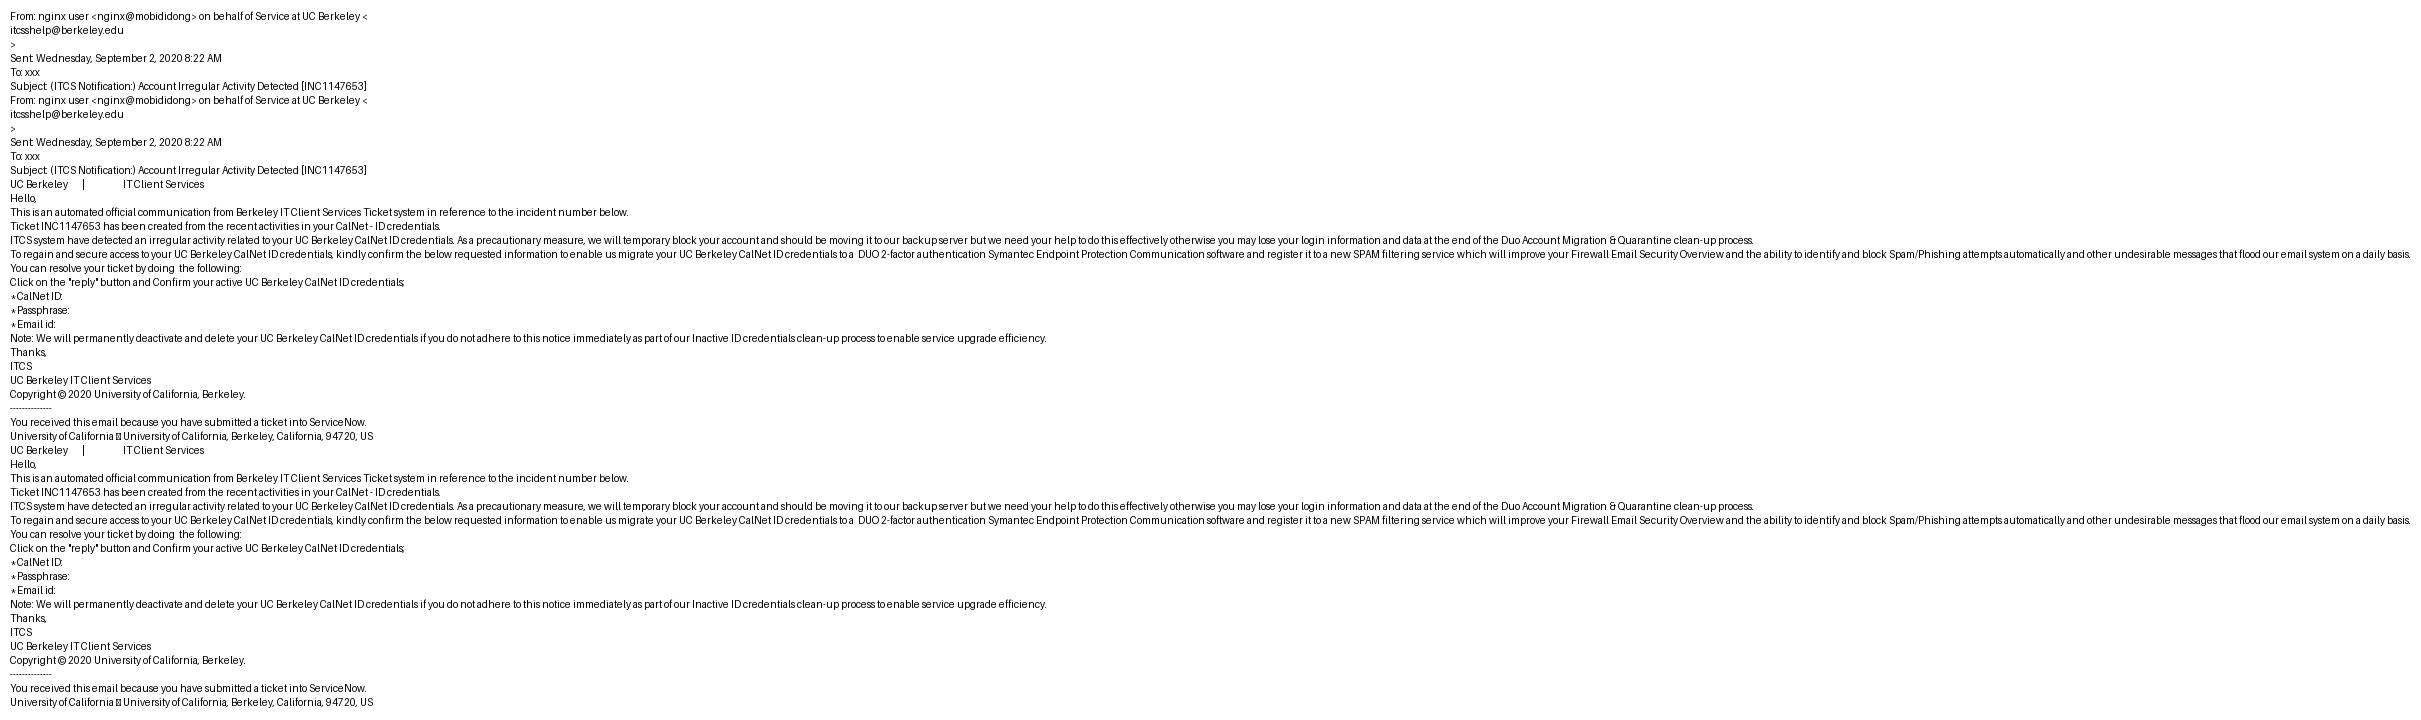 From: nginx user <nginx@mobididong> on behalf of Service at UC Berkeley <
itcsshelp@berkeley.edu
>
Sent: Wednesday, September 2, 2020 8:22 AM
To: xxx
Subject: (ITCS Notification:) Account Irregular Activity Detected [INC1147653]
From: nginx user <nginx@mobididong> on behalf of Service at UC Berkeley <
itcsshelp@berkeley.edu
>
Sent: Wednesday, September 2, 2020 8:22 AM
To: xxx
Subject: (ITCS Notification:) Account Irregular Activity Detected [INC1147653]
UC Berkeley | IT Client Services
Hello,
This is an automated official communication from Berkeley IT Client Services Ticket system in reference to the incident number below.
Ticket INC1147653 has been created from the recent activities in your CalNet - ID credentials.
ITCS system have detected an irregular activity related to your UC Berkeley CalNet ID credentials. As a precautionary measure, we will temporary block your account and should be moving it to our backup server but we need your help to do this effectively otherwise you may lose your login information and data at the end of the Duo Account Migration & Quarantine clean-up process.
To regain and secure access to your UC Berkeley CalNet ID credentials, kindly confirm the below requested information to enable us migrate your UC Berkeley CalNet ID credentials to a DUO 2-factor authentication Symantec Endpoint Protection Communication software and register it to a new SPAM filtering service which will improve your Firewall Email Security Overview and the ability to identify and block Spam/Phishing attempts automatically and other undesirable messages that flood our email system on a daily basis.
You can resolve your ticket by doing the following:
Click on the "reply" button and Confirm your active UC Berkeley CalNet ID credentials;
*CalNet ID:
*Passphrase:
*Email id:
Note: We will permanently deactivate and delete your UC Berkeley CalNet ID credentials if you do not adhere to this notice immediately as part of our Inactive ID credentials clean-up process to enable service upgrade efficiency.
Thanks,
ITCS
UC Berkeley IT Client Services
Copyright © 2020 University of California, Berkeley.
--------------
You received this email because you have submitted a ticket into ServiceNow.
University of California University of California, Berkeley, California, 94720, US
UC Berkeley | IT Client Services
Hello,
This is an automated official communication from Berkeley IT Client Services Ticket system in reference to the incident number below.
Ticket INC1147653 has been created from the recent activities in your CalNet - ID credentials.
ITCS system have detected an irregular activity related to your UC Berkeley CalNet ID credentials. As a precautionary measure, we will temporary block your account and should be moving it to our backup server but we need your help to do this effectively otherwise you may lose your login information and data at the end of the Duo Account Migration & Quarantine clean-up process.
To regain and secure access to your UC Berkeley CalNet ID credentials, kindly confirm the below requested information to enable us migrate your UC Berkeley CalNet ID credentials to a DUO 2-factor authentication Symantec Endpoint Protection Communication software and register it to a new SPAM filtering service which will improve your Firewall Email Security Overview and the ability to identify and block Spam/Phishing attempts automatically and other undesirable messages that flood our email system on a daily basis.
You can resolve your ticket by doing the following:
Click on the "reply" button and Confirm your active UC Berkeley CalNet ID credentials;
*CalNet ID:
*Passphrase:
*Email id:
Note: We will permanently deactivate and delete your UC Berkeley CalNet ID credentials if you do not adhere to this notice immediately as part of our Inactive ID credentials clean-up process to enable service upgrade efficiency.
Thanks,
ITCS
UC Berkeley IT Client Services
Copyright © 2020 University of California, Berkeley.
--------------
You received this email because you have submitted a ticket into ServiceNow.
University of California University of California, Berkeley, California, 94720, US